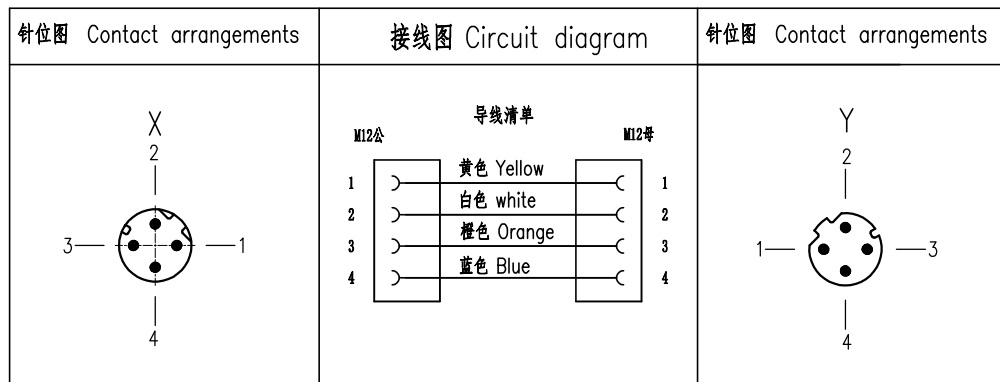 针位图 Contact arrangements
接线图 Circuit diagram
针位图 Contact arrangements
X
2
3
1
4
导线清单
M12公
M12母
1 黄色 Yellow 1
2 白色 white 2
3 橙色 Orange 3
4 蓝色 Blue 4
Y
2
1
3
4